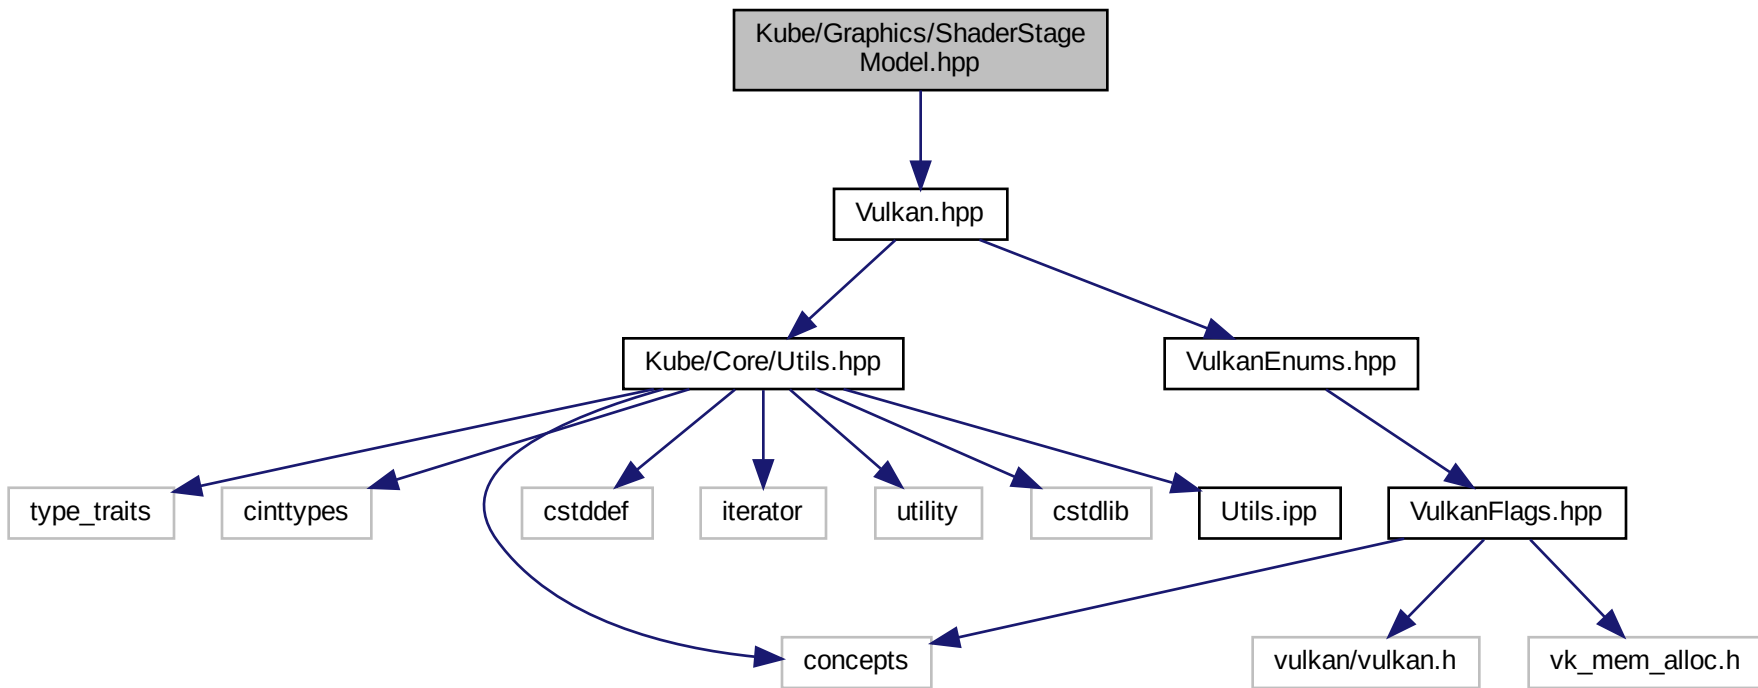 Kube/Graphics/ShaderStage
Model.hpp
Vulkan.hpp
Kube/Core/Utils.hpp
VulkanEnums.hpp
type_traits
cinttypes
cstddef
iterator
utility
cstdlib
Utils.ipp
VulkanFlags.hpp
concepts
vulkan/vulkan.h
vk_mem_alloc.h